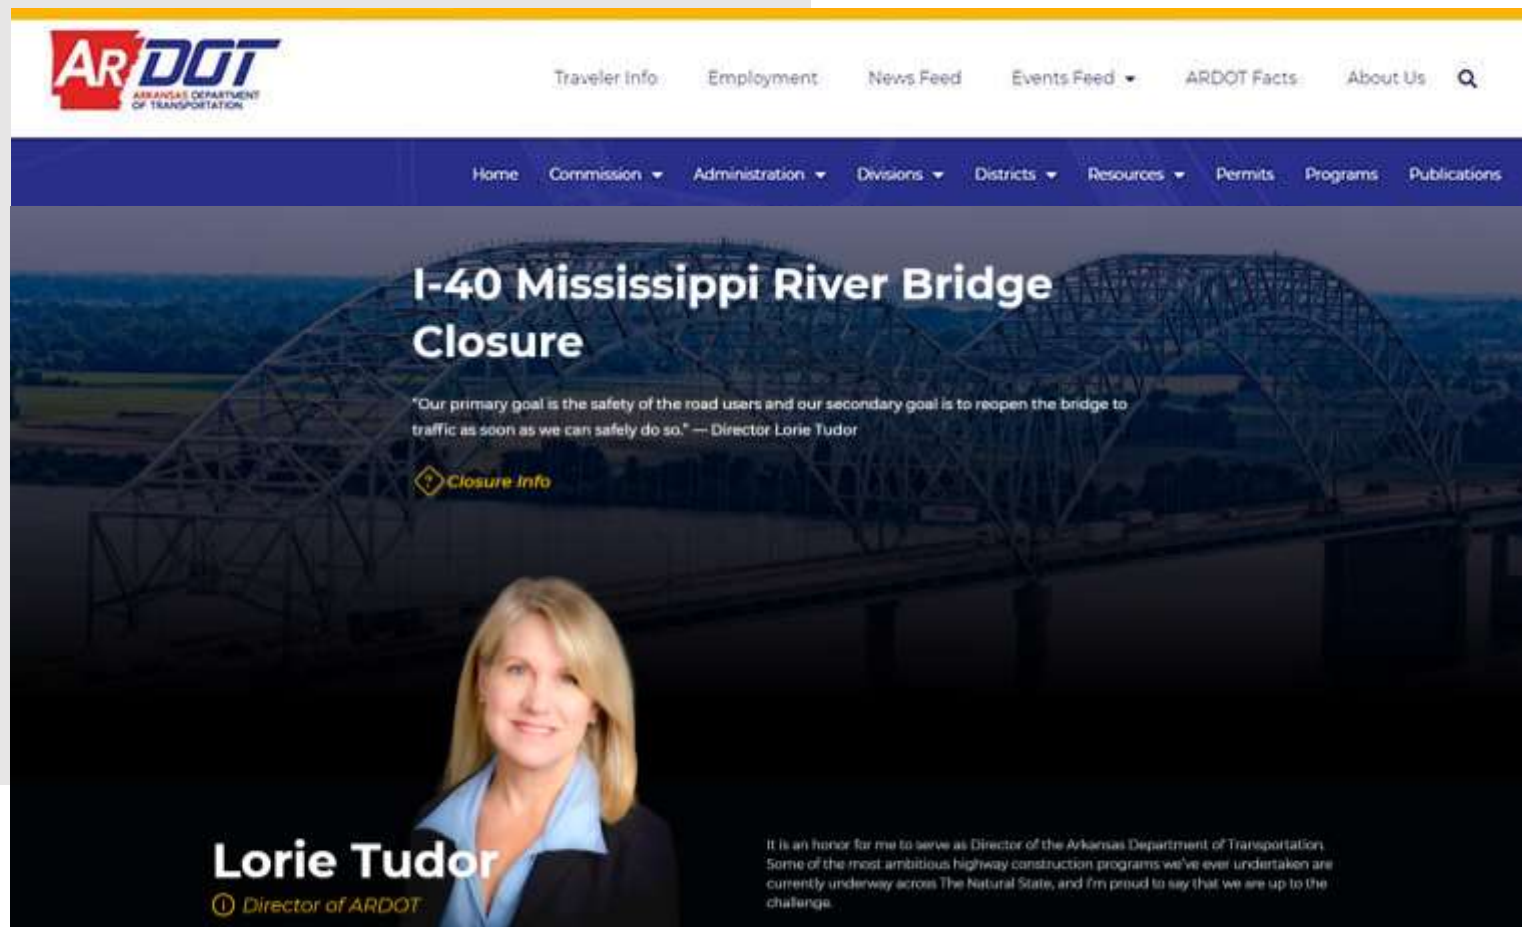 ARDOT
ARKANSAS DEPARTMENT
OF TRANSPORTATION
Traveler Info Employment News Feed Events Feed ARDOT Facts About Us
Home Commission Administration Divisions Districts Resources Permits Programs Publications
I-40 Mississippi River Bridge
Closure
"Our primary goal is the safety of the road users and our secondary goal is to reopen the bridge to
traffic as soon as we can safely do so." — Director Lorie Tudor
? Closure Info
Lorie Tudor
Director of ARDOT
It is an honor for me to serve as Director of the Arkansas Department of Transportation.
Some of the most ambitious highway construction programs we've ever undertaken are
currently underway across The Natural State, and I'm proud to say that we are up to the
challenge.